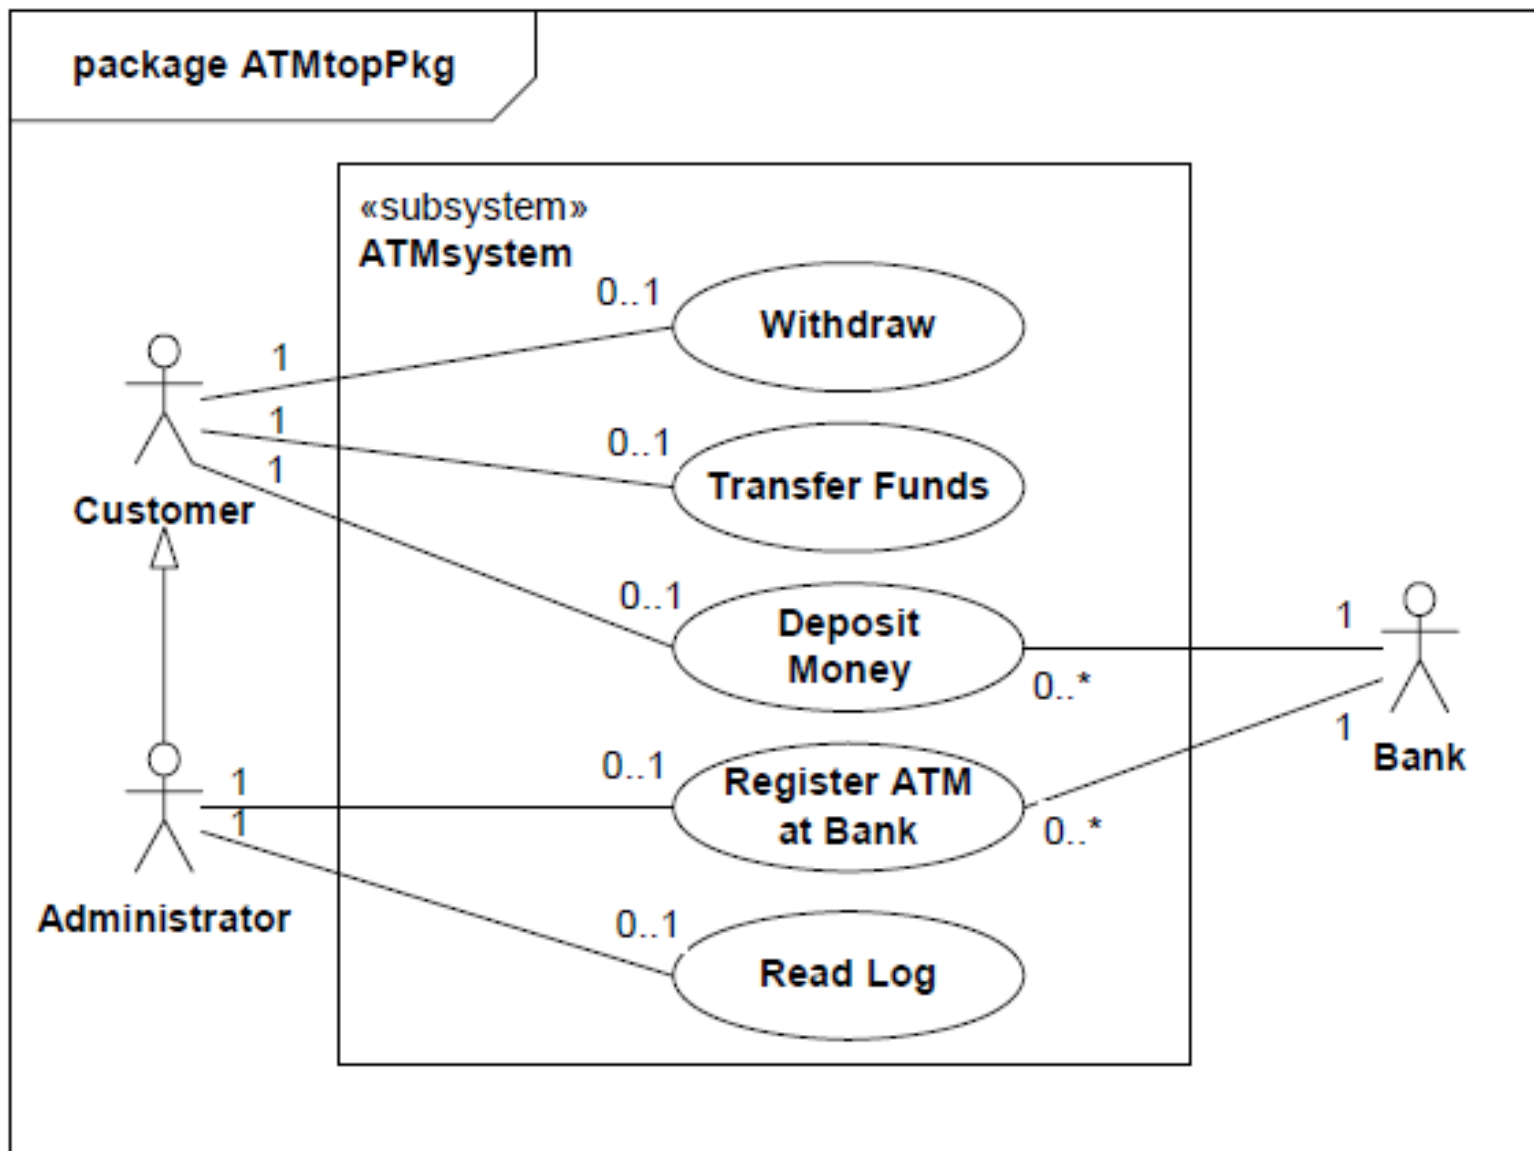 package ATMtopPkg
«subsystem»
ATMsystem
0..1
Withdraw
1
1
0..1
Transfer Funds
1
Customer
0..1
Deposit
Money
1
0..*
1
Bank
1
0..1
Register ATM
at Bank
1
0..*
Administrator
0..1
Read Log